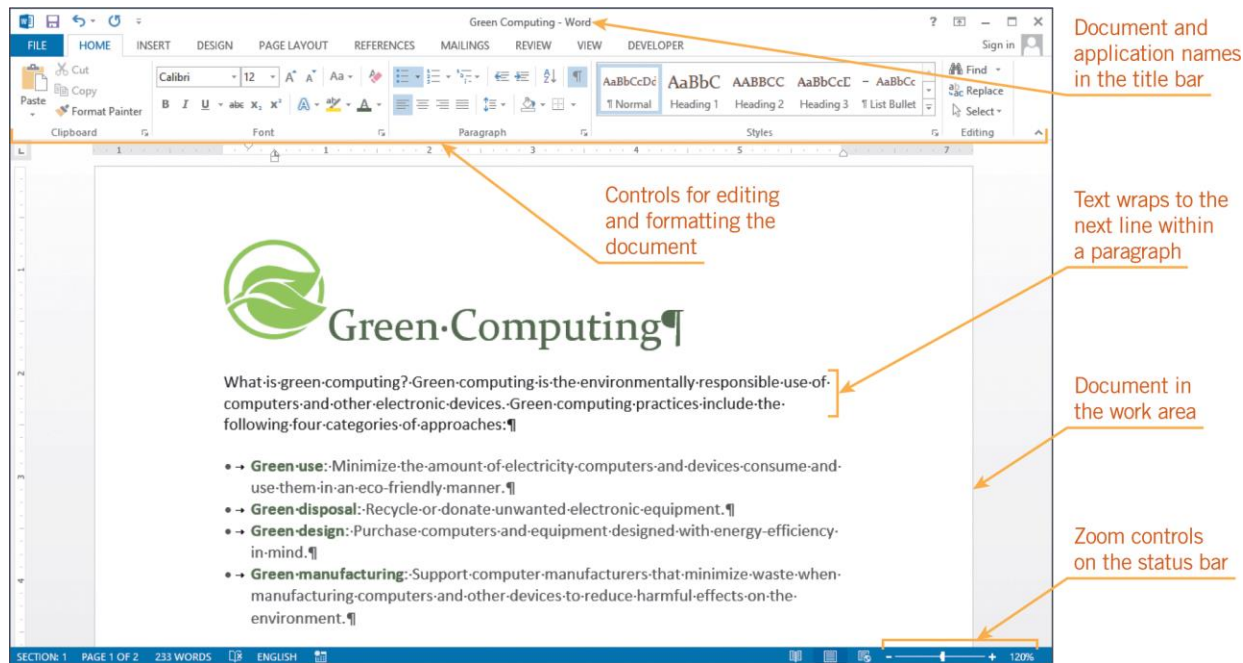 Green Computing - Word
?
FILE HOME INSERT DESIGN PAGE LAYOUT REFERENCES MAILINGS REVIEW VIEW DEVELOPER Sign in
Paste
Cut
Copy
Format Painter
Clipboard
Calibri 12
Font
Paragraph
AaBbCcDc AaBbC AABBCC AaBbCcE - AaBbCc
¶ Normal Heading 1 Heading 2 Heading 3 ¶ List Bullet
Styles
Find
Replace
Select
Editing
1 1 2 3 4 5 7
Green·Computing¶
What·is·green·computing?·Green·computing·is·the·environmentally·responsible·use·of·
computers·and·other·electronic·devices.·Green·computing·practices·include·the·
following·four·categories·of·approaches:¶
•→Green·use:·Minimize·the·amount·of·electricity·computers·and·devices·consume·and·
use·them·in·an·eco-friendly·manner.¶
•→Green·disposal:·Recycle·or·donate·unwanted·electronic·equipment.¶
•→Green·design:·Purchase·computers·and·equipment·designed·with·energy-efficiency·
in·mind.¶
•→Green·manufacturing:·Support·computer·manufacturers·that·minimize·waste·when·
manufacturing·computers·and·other·devices·to·reduce·harmful·effects·on·the·
environment.¶
SECTION: 1 PAGE 1 OF 2 233 WORDS ENGLISH 120%
Document and
application names
in the title bar
Controls for editing
and formatting the
document
Text wraps to the
next line within
a paragraph
Document in
the work area
Zoom controls
on the status bar